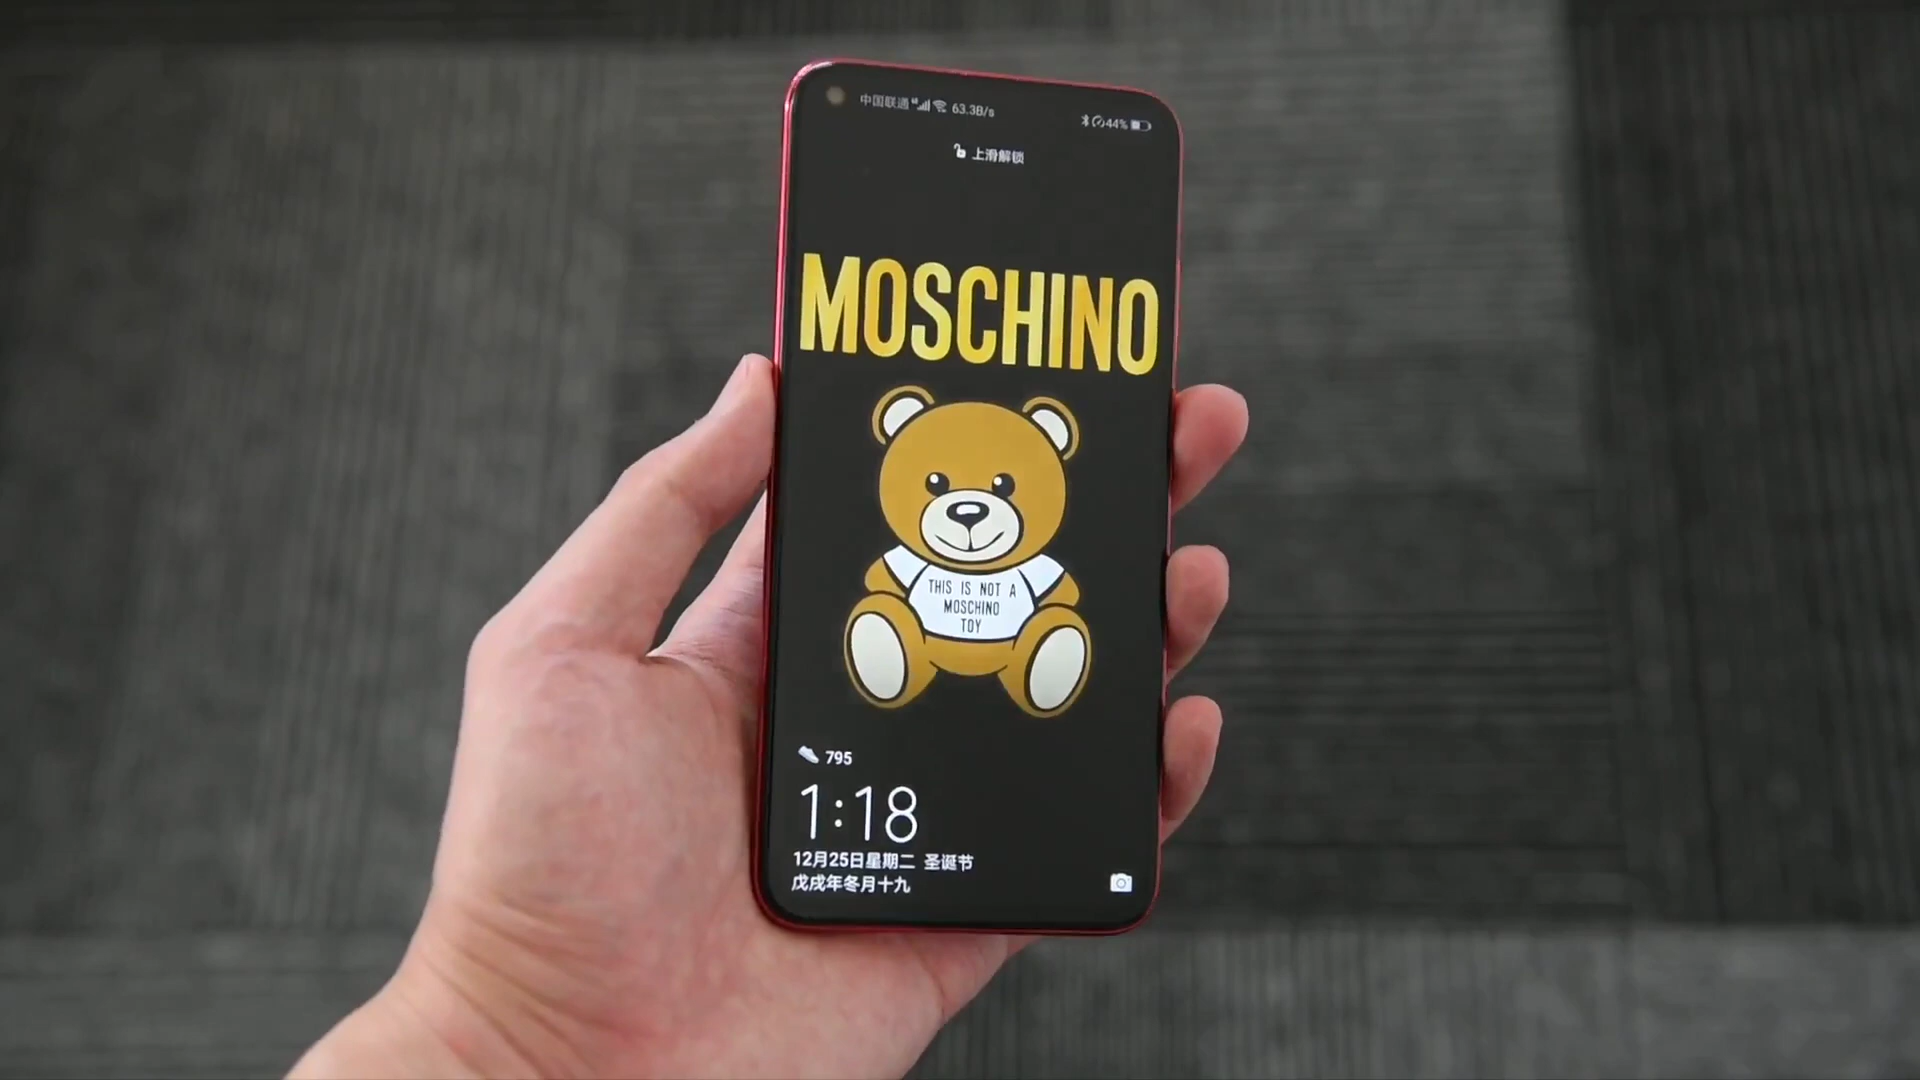 中国联通 46 63.3B/s 44%
上滑解锁
MOSCHINO
THIS IS NOT A
MOSCHINO
TOY
795
1:18
12月25日星期二 圣诞节
戊戌年冬月十九